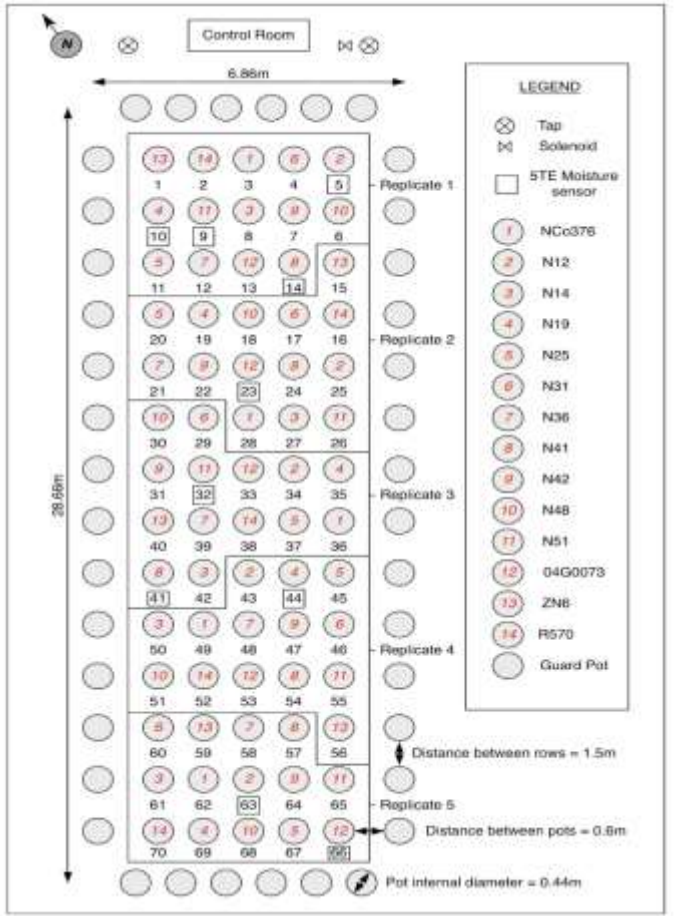 Control Room
N
6.86m
LEGEND
Tap
Solenoid
5TE Moisture
sensor
1 NCo376
2 N12
3 N14
4 N19
5 N25
6 N31
7 N36
8 N41
9 N42
10 N48
11 N51
12 04G0073
13 ZN6
14 R570
Guard Pot
28.66m
13 14 1 6 2
1 2 3 4 5
Replicate 1
4 11 3 9 10
10 9 8 7 6
5 7 12 8 13
11 12 13 14 15
5 4 10 6 14
20 19 18 17 16
Replicate 2
7 9 12 8 2
21 22 23 24 25
10 6 1 3 11
30 29 28 27 26
9 11 12 2 4
31 32 33 34 35
Replicate 3
13 7 14 5 1
40 39 38 37 36
8 3 2 4 5
41 42 43 44 45
3 1 7 9 6
50 49 48 47 46
Replicate 4
10 14 12 8 11
51 52 53 54 55
5 13 7 8 13
60 59 58 57 56
Distance between rows = 1.5m
3 1 2 9 11
61 62 63 64 65
Replicate 5
14 4 10 5 12
Distance between pots = 0.6m
70 69 68 67 66
Pot internal diameter = 0.44m